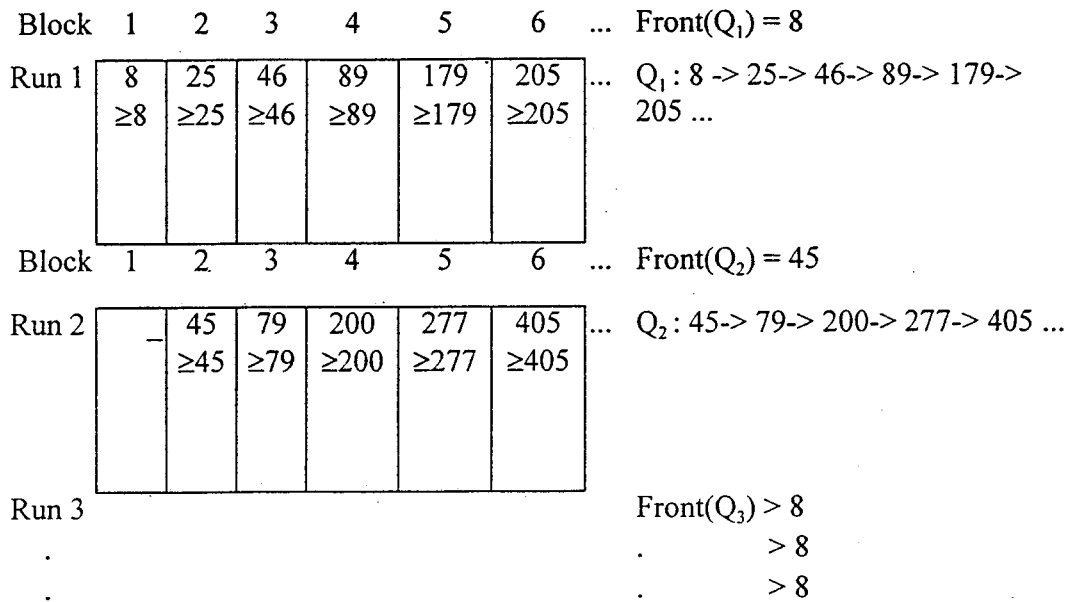 Block 1 2 3 4 5 6 ... Front(Q₁) = 8
Run 1 8 25 46 89 179 205 ... Q₁ : 8 -> 25-> 46-> 89-> 179->
≥8 ≥25 ≥46 ≥89 ≥179 ≥205 205 ...
Block 1 2 3 4 5 6 ... Front(Q₂) = 45
Run 2 _ 45 79 200 277 405 ... Q₂ : 45-> 79-> 200-> 277-> 405 ...
≥45 ≥79 ≥200 ≥277 ≥405
Run 3 Front(Q₃) > 8
. . > 8
. . > 8